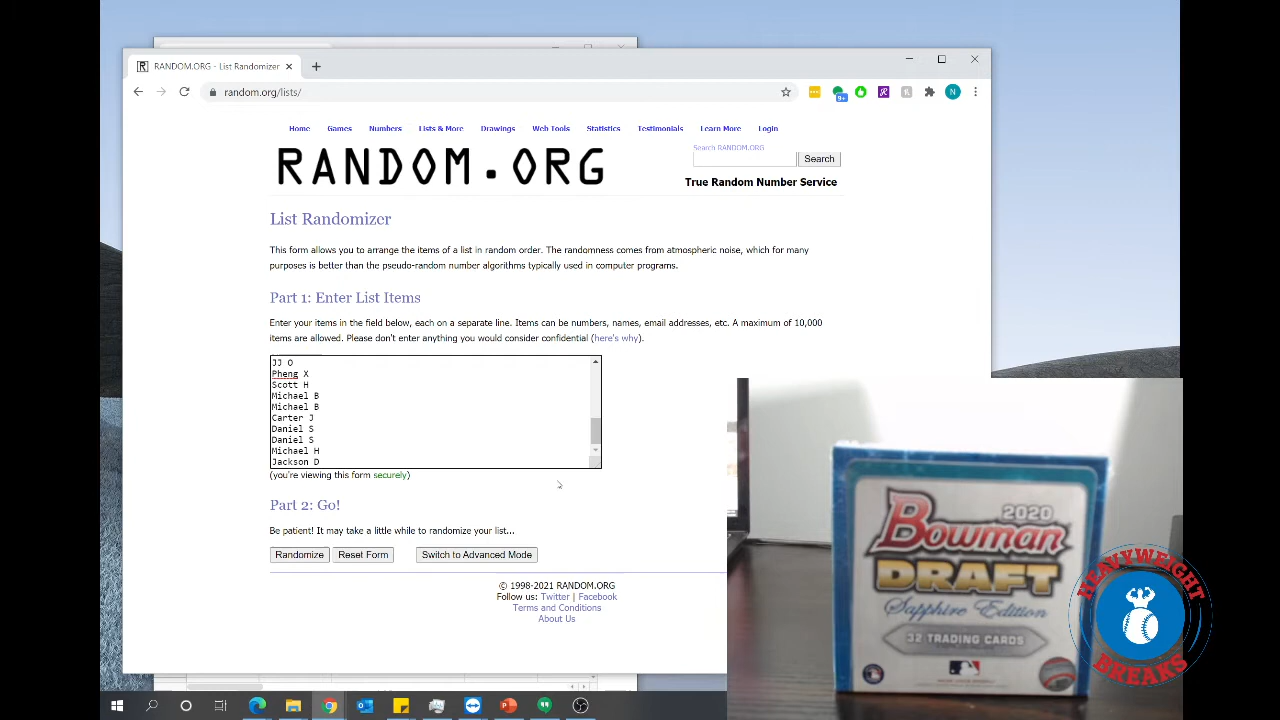 RANDOM.ORG - List Randomizer
random.org/lists/
9+
N
Home Games Numbers Lists & More Drawings Web Tools Statistics Testimonials Learn More Login
RANDOM.ORG
Search RANDOM.ORG
Search
True Random Number Service
List Randomizer
This form allows you to arrange the items of a list in random order. The randomness comes from atmospheric noise, which for many
purposes is better than the pseudo-random number algorithms typically used in computer programs.
Part 1: Enter List Items
Enter your items in the field below, each on a separate line. Items can be numbers, names, email addresses, etc. A maximum of 10,000
items are allowed. Please don't enter anything you would consider confidential (here's why).
JJ O
Pheng X
Scott H
Michael B
Michael B
Carter J
Daniel S
Daniel S
Michael H
Jackson D
(you're viewing this form securely)
Part 2: Go!
Be patient! It may take a little while to randomize your list...
Randomize Reset Form Switch to Advanced Mode
© 1998-2021 RANDOM.ORG
Follow us: Twitter | Facebook
Terms and Conditions
About Us
2020
Bowman
DRAFT
Sapphire Edition
32 TRADING CARDS
HEAVYWEIGHT
BREAKS